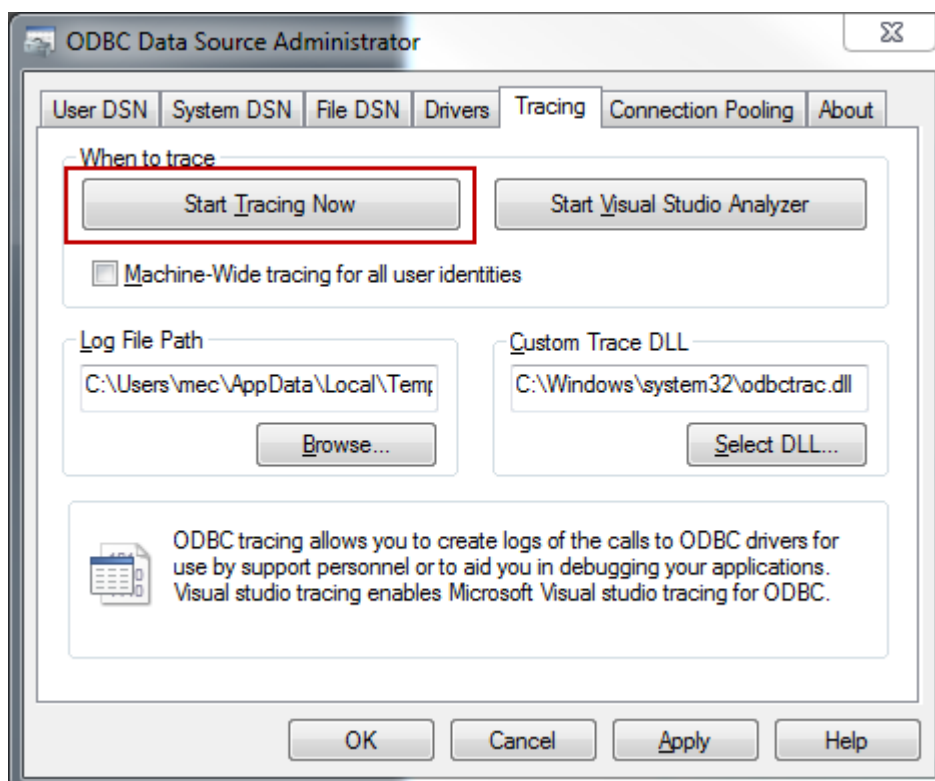 ODBC Data Source Administrator
User DSN System DSN File DSN Drivers Tracing Connection Pooling About
When to trace
Start Tracing Now Start Visual Studio Analyzer
Machine-Wide tracing for all user identities
Log File Path Custom Trace DLL
C:\Users\mec\AppData\Local\Temp C:\Windows\system32\odbctrac.dll
Browse... Select DLL...
ODBC tracing allows you to create logs of the calls to ODBC drivers for
use by support personnel or to aid you in debugging your applications.
Visual studio tracing enables Microsoft Visual studio tracing for ODBC.
OK Cancel Apply Help